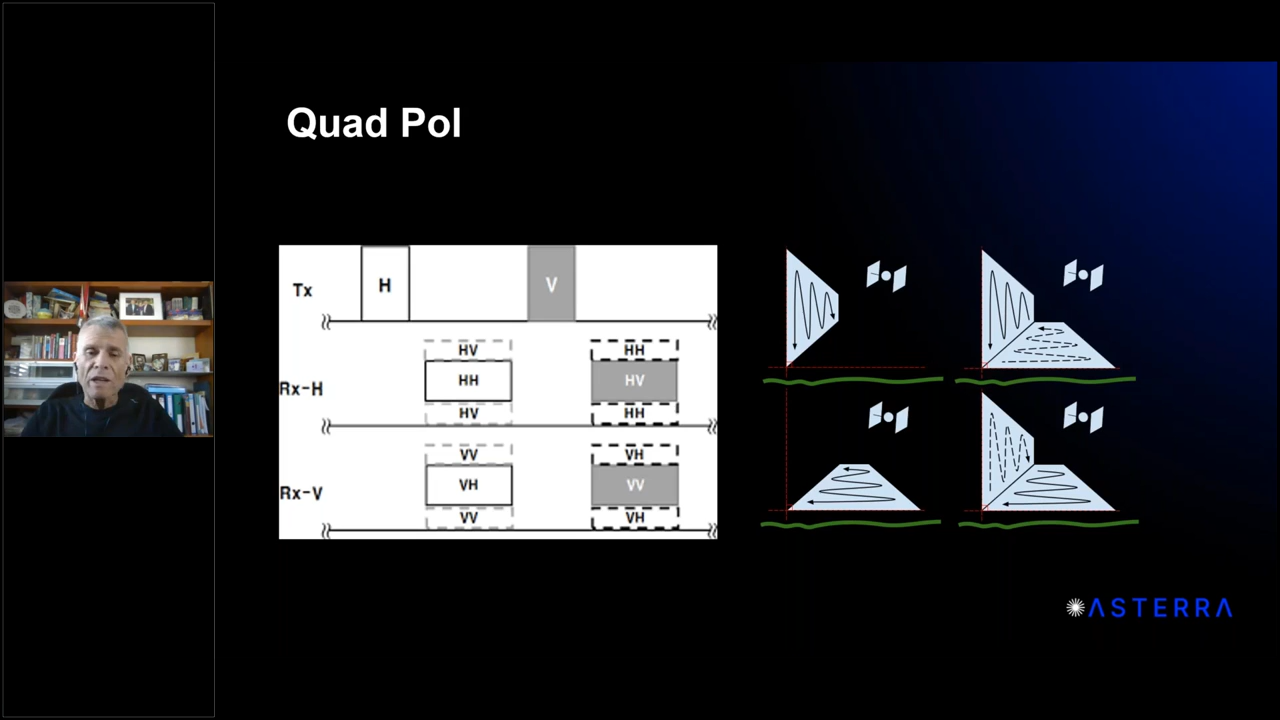 Quad Pol
Tx
H
V
HV
HH
Rx-H
HH
HV
HV
HH
VV
VH
Rx-V
VH
VV
VV
VH
ASTERRA